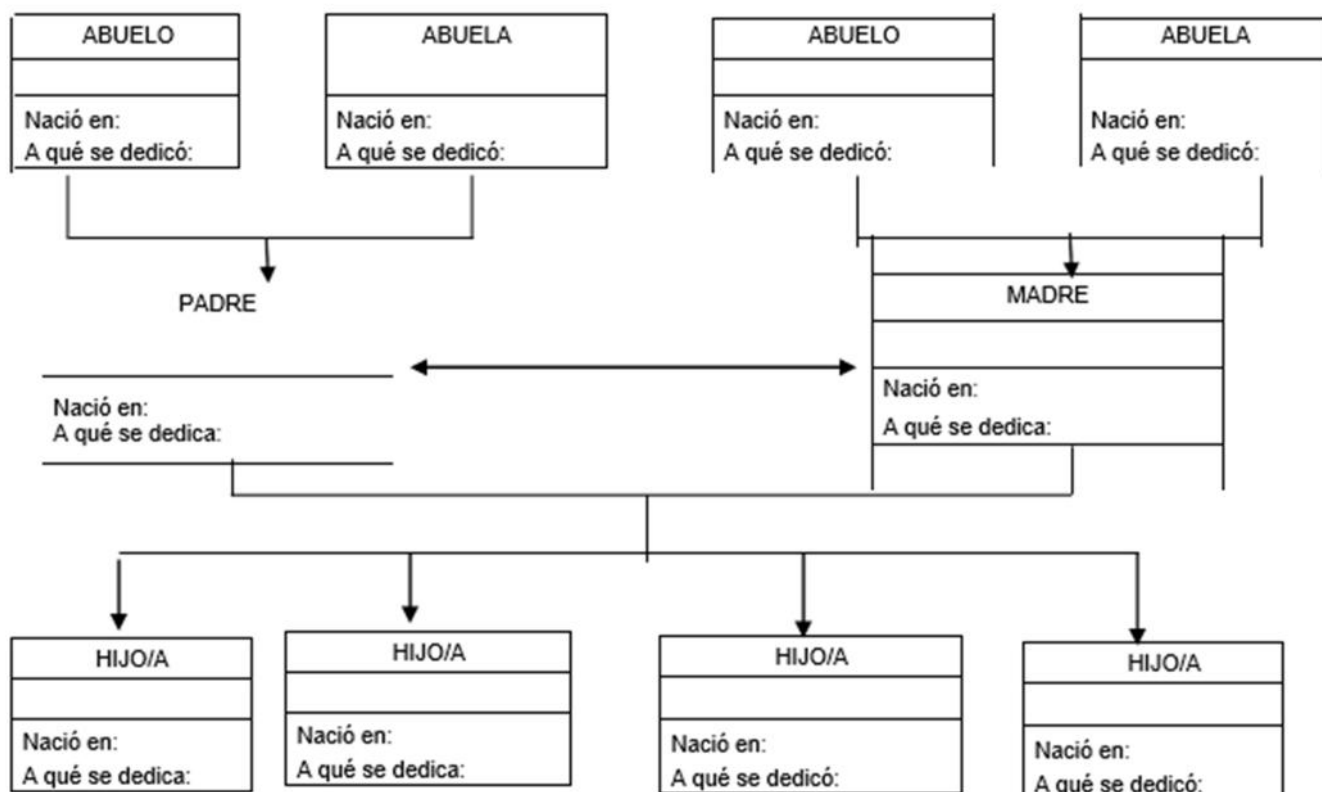 ABUELO
Nació en:
A qué se dedicó:
ABUELA
Nació en:
A qué se dedicó:
ABUELO
Nació en:
A qué se dedicó:
ABUELA
Nació en:
A qué se dedicó:
PADRE
Nació en:
A qué se dedica:
MADRE
Nació en:
A qué se dedica:
HIJO/A
Nació en:
A qué se dedica:
HIJO/A
Nació en:
A qué se dedica:
HIJO/A
Nació en:
A qué se dedicó:
HIJO/A
Nació en:
A qué se dedicó: